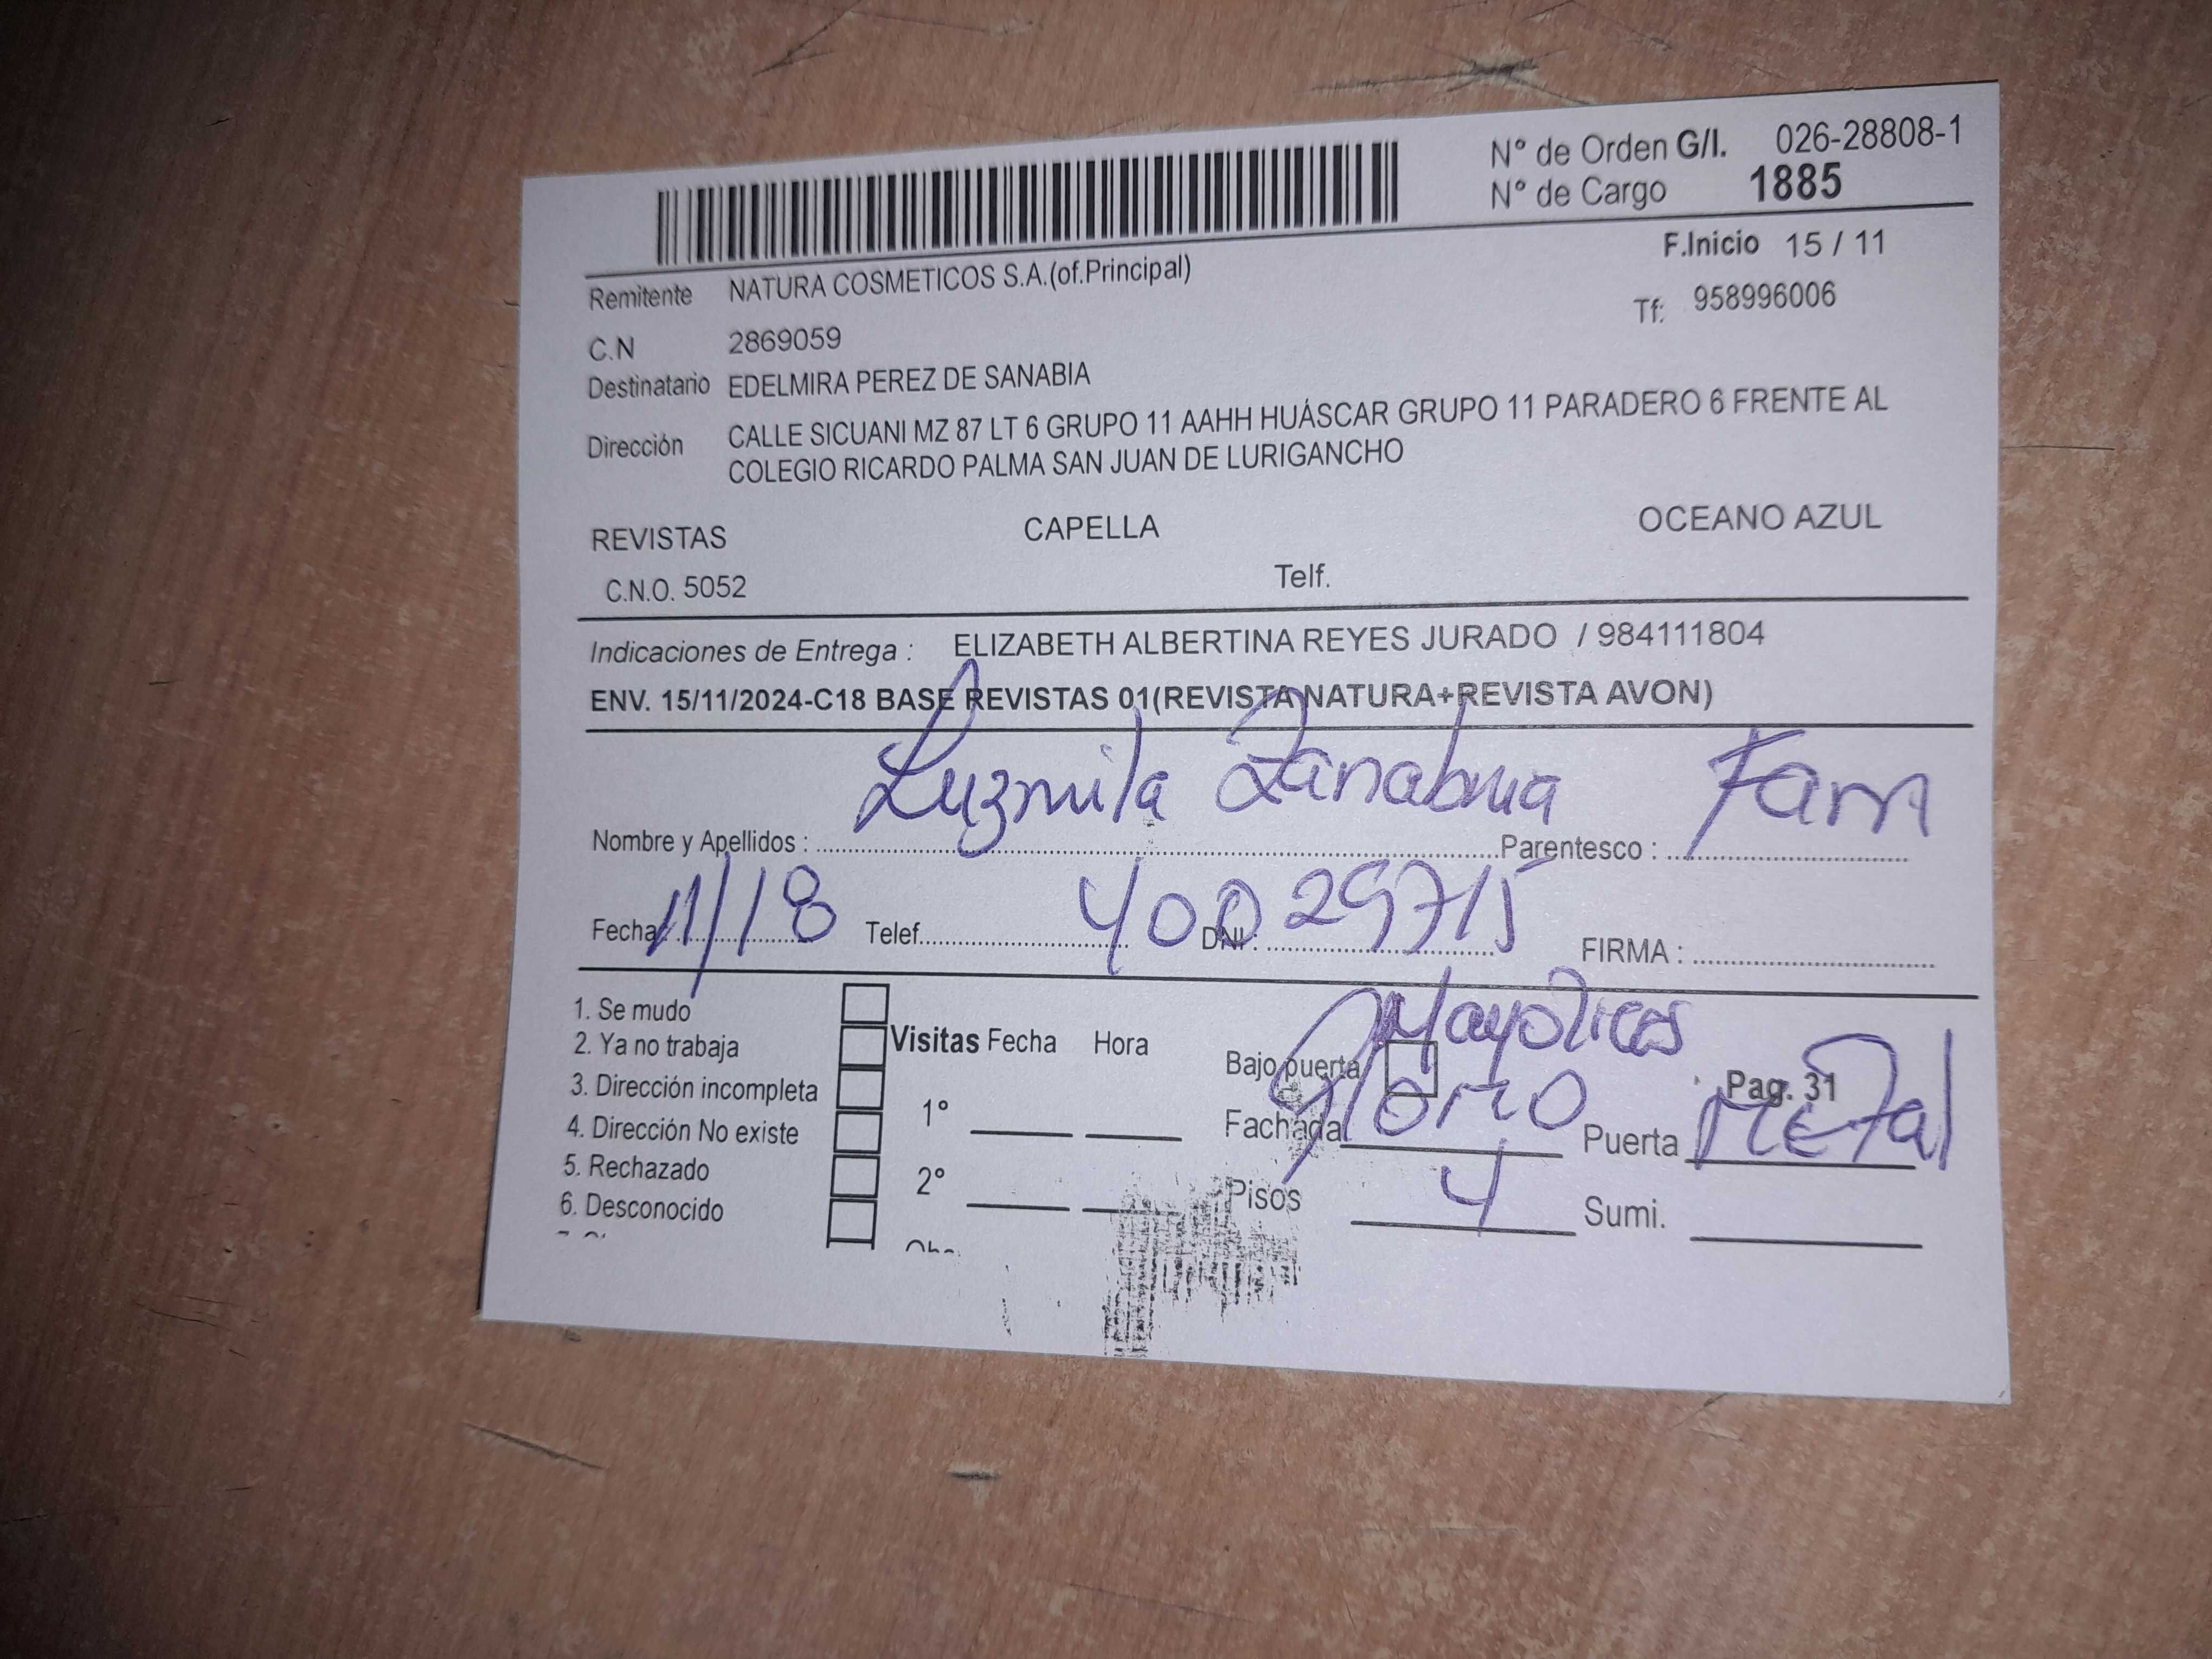 N° de Orden G/I. 026-28808-1
N° de Cargo 1885
F.Inicio 15 / 11
Remitente NATURA COSMETICOS S.A.(of.Principal)
Tf: 958996006
C.N 2869059
Destinatario EDELMIRA PEREZ DE SANABIA
Dirección CALLE SICUANI MZ 87 LT 6 GRUPO 11 AAHH HUÁSCAR GRUPO 11 PARADERO 6 FRENTE AL
COLEGIO RICARDO PALMA SAN JUAN DE LURIGANCHO
REVISTAS CAPELLA OCEANO AZUL
C.N.O. 5052 Telf.
Indicaciones de Entrega : ELIZABETH ALBERTINA REYES JURADO / 984111804
ENV. 15/11/2024-C18 BASE REVISTAS 01(REVISTA NATURA+REVISTA AVON)
Nombre y Apellidos : Luzmila Zanabria Parentesco : Fam
Fecha : 11/18 Telef. DNI : 40029715 FIRMA :
1. Se mudo
2. Ya no trabaja
3. Dirección incompleta
4. Dirección No existe
5. Rechazado
6. Desconocido
Visitas Fecha Hora
1°
2°
Mayolicas
Bajo puerta
Pag. 31
Fachada Puerta Metal
Pisos 4 Sumi.